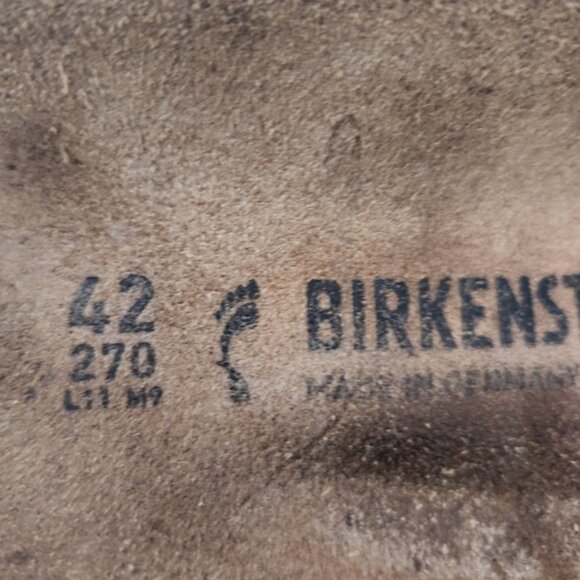 42
270
L11 M9
BIRKENST
MADE IN GERMANY